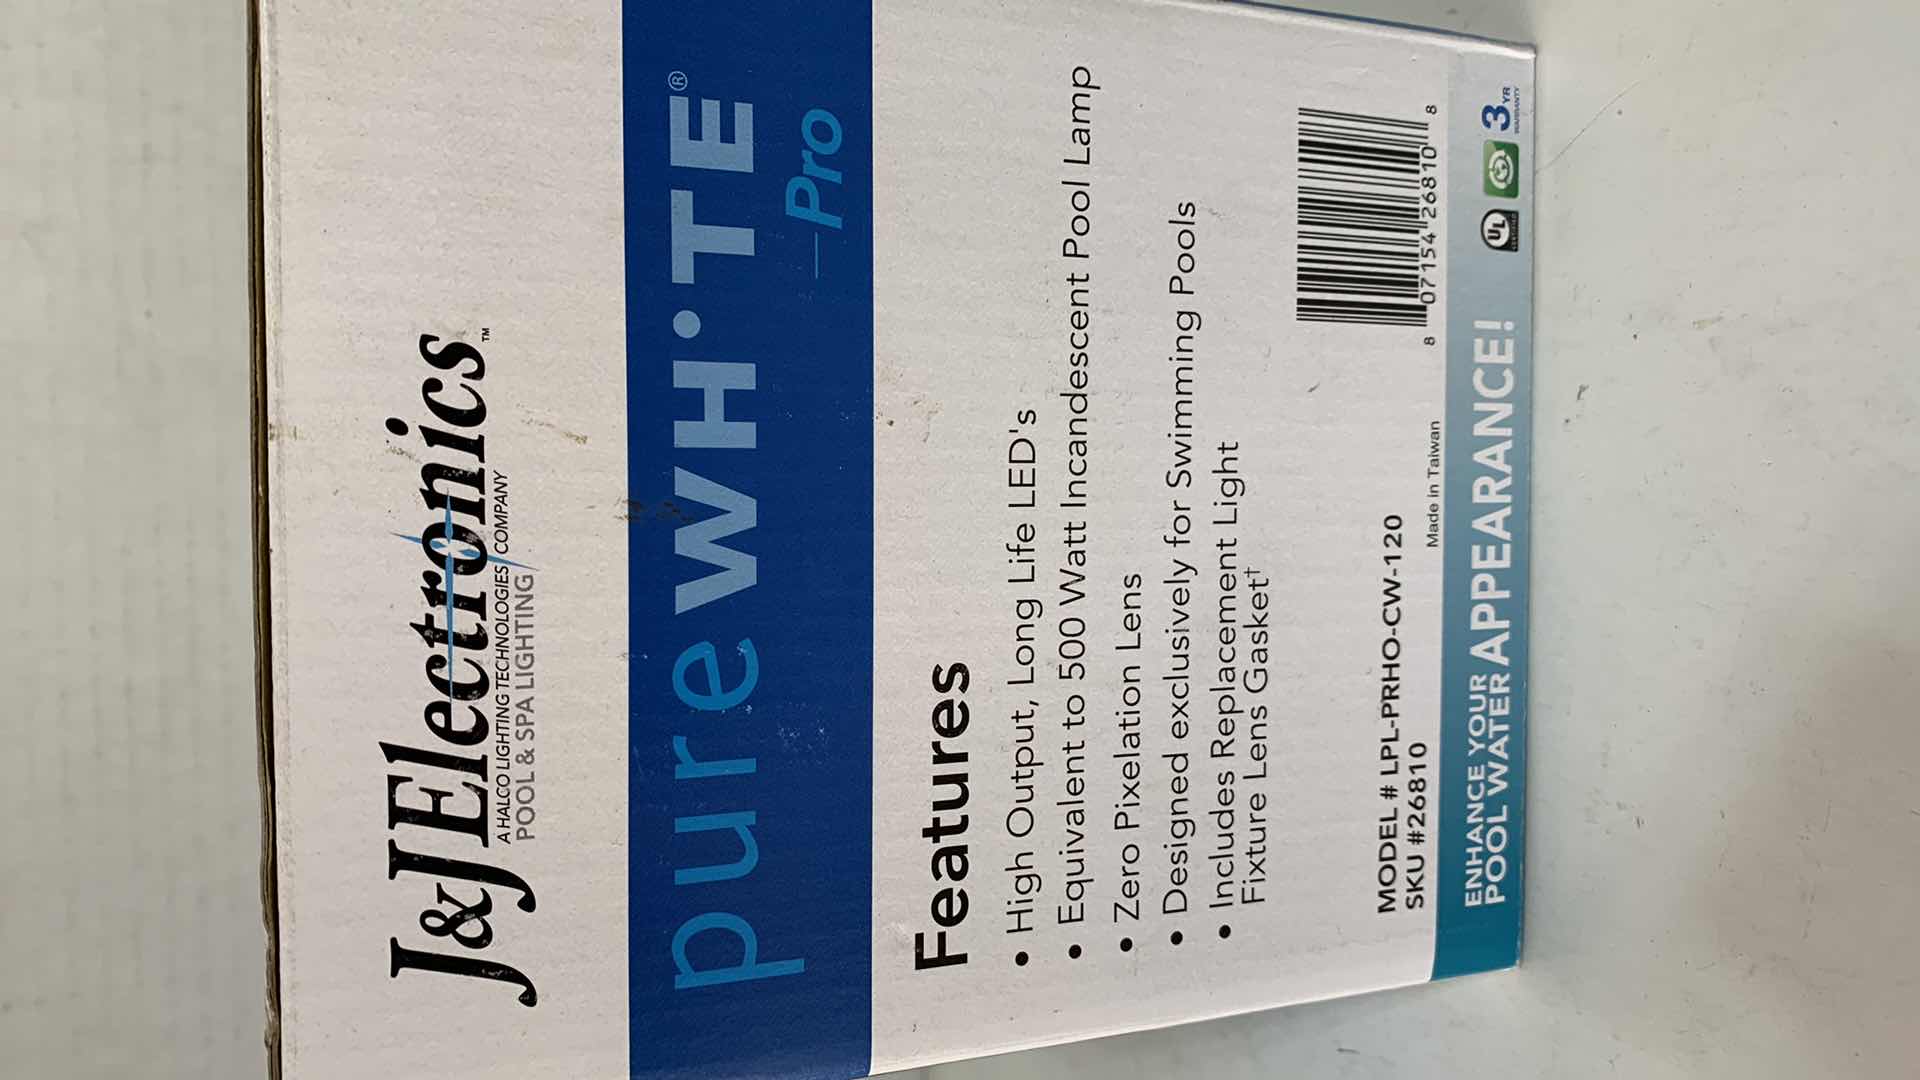 J&JElectronics™
A HALCO LIGHTING TECHNOLOGIES COMPANY
POOL & SPA LIGHTING
purewH•TE®
—Pro
Features
• High Output, Long Life LED's
• Equivalent to 500 Watt Incandescent Pool Lamp
• Zero Pixelation Lens
• Designed exclusively for Swimming Pools
• Includes Replacement Light
Fixture Lens Gasket†
MODEL # LPL-PRHO-CW-120
SKU #26810
Made in Taiwan
8 07154 26810 8
ENHANCE YOUR
POOL WATER APPEARANCE!
UL
CERTIFIED
3 YR
WARRANTY